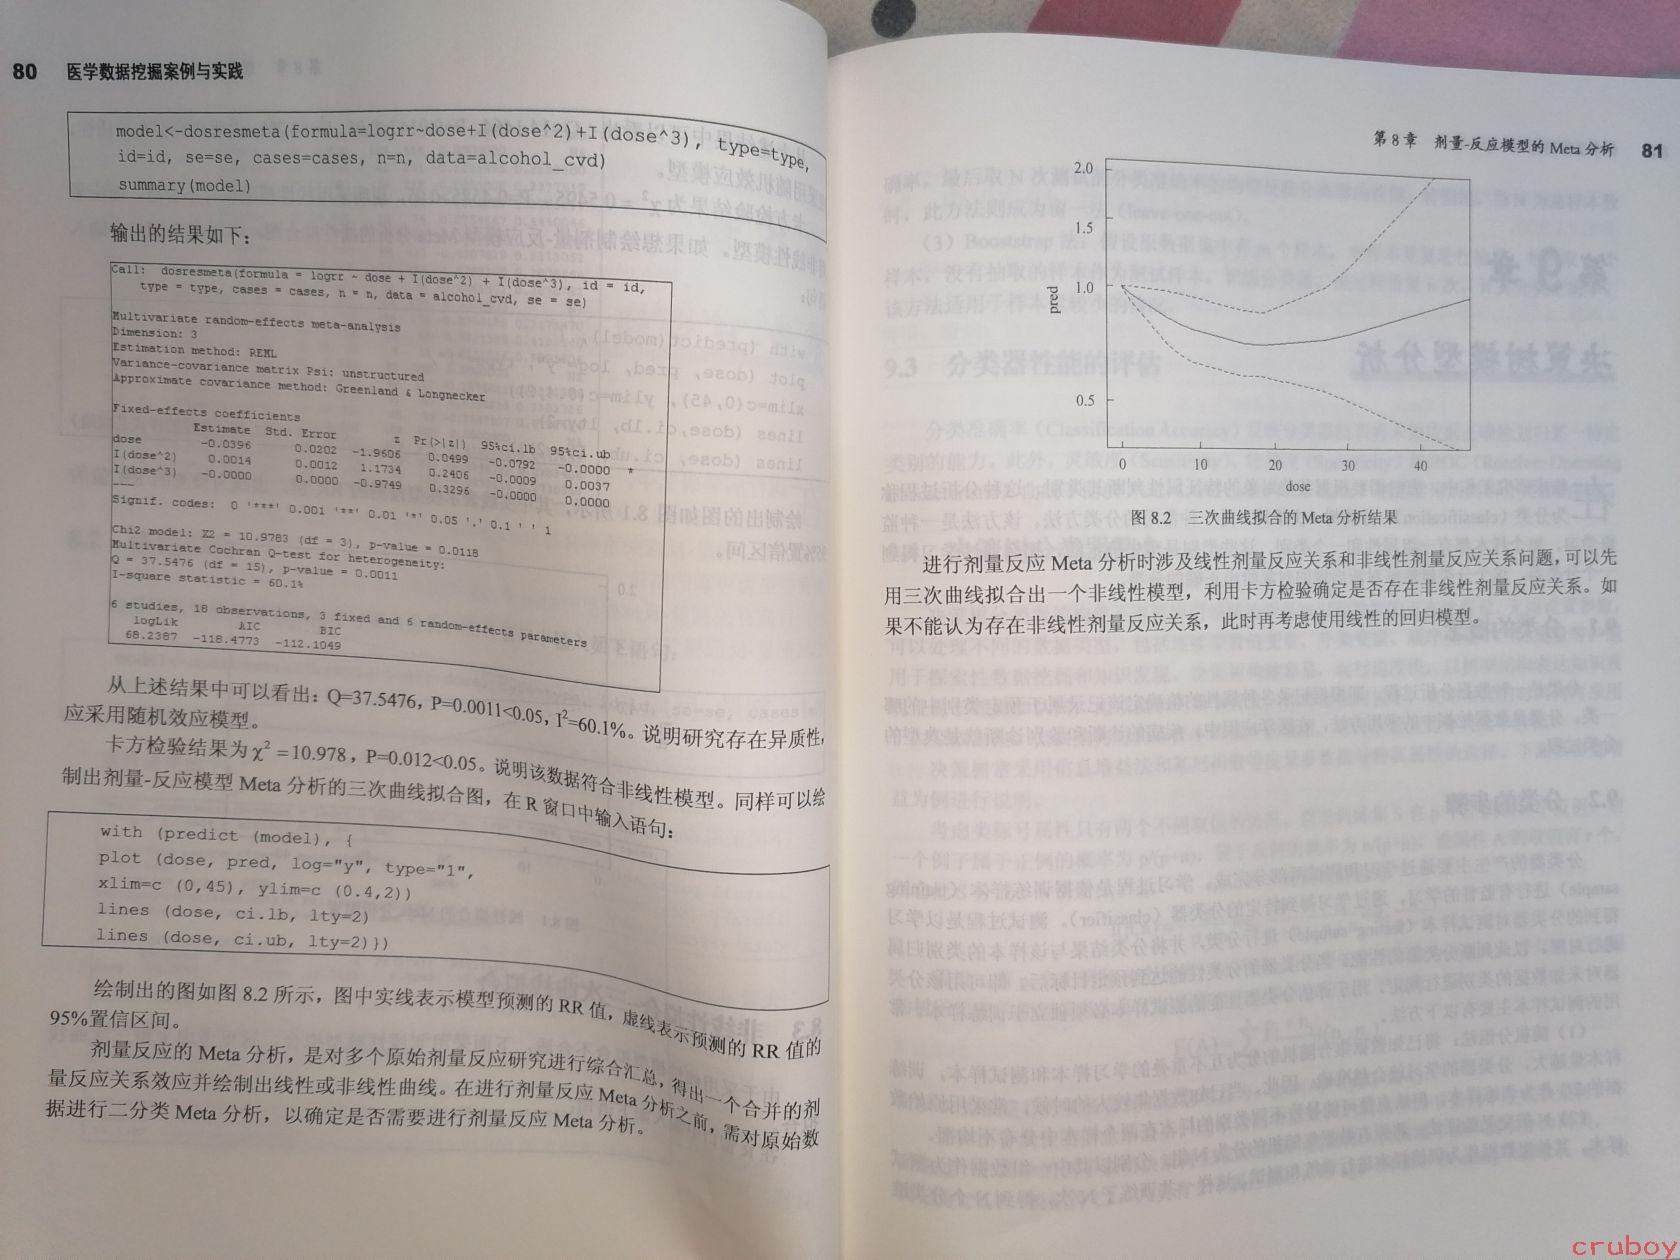 80 医学数据挖掘案例与实践
model<-dosresmeta(formula=logrr~dose+I(dose^2)+I(dose^3), type=type,
id=id, se=se, cases=cases, n=n, data=alcohol_cvd)
summary(model)
输出的结果如下：
Call: dosresmeta(formula = logrr ~ dose + I(dose^2) + I(dose^3), id = id,
type = type, cases = cases, n = n, data = alcohol_cvd, se = se)
Multivariate random-effects meta-analysis
Dimension: 3
Estimation method: REML
Variance-covariance matrix Psi: unstructured
Approximate covariance method: Greenland & Longnecker
Fixed-effects coefficients
Estimate Std. Error z Pr(>|z|) 95%ci.lb 95%ci.ub
dose -0.0396 0.0202 -1.9606 0.0499 -0.0792 -0.0000 *
I(dose^2) 0.0014 0.0012 1.1734 0.2406 -0.0009 0.0037
I(dose^3) -0.0000 0.0000 -0.9749 0.3296 -0.0000 0.0000
---
Signif. codes: 0 '***' 0.001 '**' 0.01 '*' 0.05 '.' 0.1 ' ' 1
Chi2 model: X2 = 10.9783 (df = 3), p-value = 0.0118
Multivariate Cochran Q-test for heterogeneity:
Q = 37.5476 (df = 15), p-value = 0.0011
I-square statistic = 60.1%
6 studies, 18 observations, 3 fixed and 6 random-effects parameters
logLik AIC BIC
68.2387 -118.4773 -112.1049
从上述结果中可以看出：Q=37.5476，P=0.0011<0.05，I²=60.1%。说明研究存在异质性，
应采用随机效应模型。
卡方检验结果为χ²=10.978，P=0.012<0.05。说明该数据符合非线性模型。同样可以绘
制出剂量-反应模型 Meta 分析的三次曲线拟合图，在 R 窗口中输入语句：
with (predict (model), {
plot (dose, pred, log="y", type="l",
xlim=c (0,45), ylim=c (0.4,2))
lines (dose, ci.lb, lty=2)
lines (dose, ci.ub, lty=2)})
绘制出的图如图 8.2 所示，图中实线表示模型预测的 RR 值，虚线表示预测的 RR 值的
95%置信区间。
剂量反应的 Meta 分析，是对多个原始剂量反应研究进行综合汇总，得出一个合并的剂
量反应关系效应并绘制出线性或非线性曲线。在进行剂量反应 Meta 分析之前，需对原始数
据进行二分类 Meta 分析，以确定是否需要进行剂量反应 Meta 分析。
第 8 章 剂量-反应模型的 Meta 分析 81
2.0
1.5
1.0
pred
0.5
0 10 20 30 40
dose
图 8.2 三次曲线拟合的 Meta 分析结果
进行剂量反应 Meta 分析时涉及线性剂量反应关系和非线性剂量反应关系问题，可以先
用三次曲线拟合出一个非线性模型，利用卡方检验确定是否存在非线性剂量反应关系。如
果不能认为存在非线性剂量反应关系，此时再考虑使用线性的回归模型。
cruboy